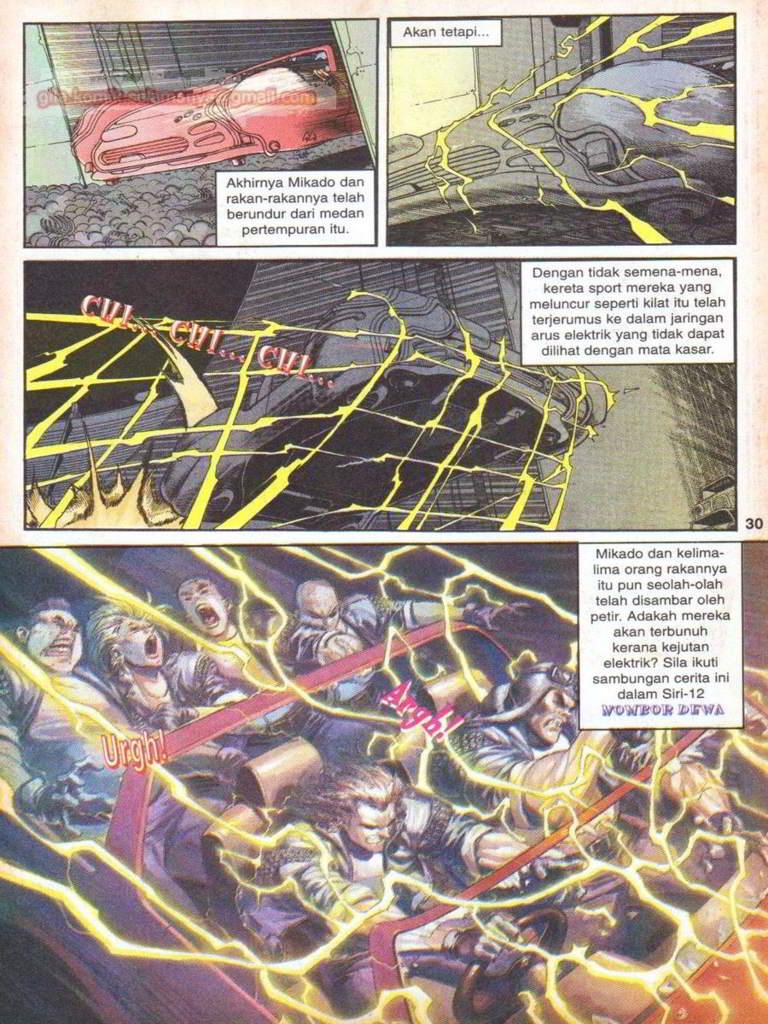 Akhirnya Mikado dan
rakan-rakannya telah
berundur dari medan
pertempuran itu.
Akan tetapi...
Dengan tidak semena-mena,
kereta sport mereka yang
meluncur seperti kilat itu telah
terjerumus ke dalam jaringan
arus elektrik yang tidak dapat
dilihat dengan mata kasar.
CHI... CHI... CHI...
30
Mikado dan kelima-
lima orang rakannya
itu pun seolah-olah
telah disambar oleh
petir. Adakah mereka
akan terbunuh
kerana kejutan
elektrik? Sila ikuti
sambungan cerita ini
dalam Siri-12
NOMBOR DEWA
Urgh!
Argh!